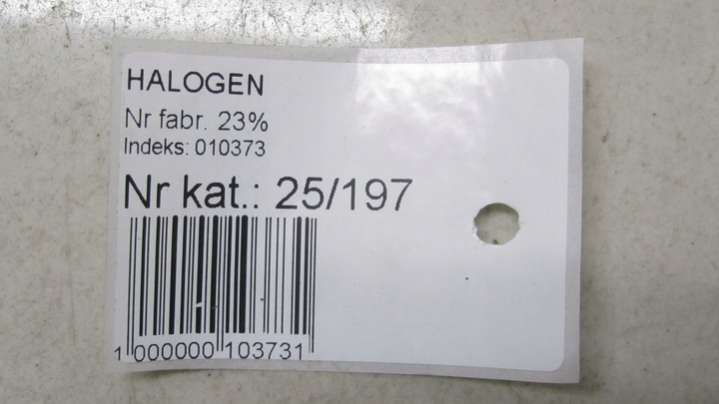 HALOGEN
Nr fabr. 23%
Indeks: 010373
Nr kat.: 25/197
1 000000 103731